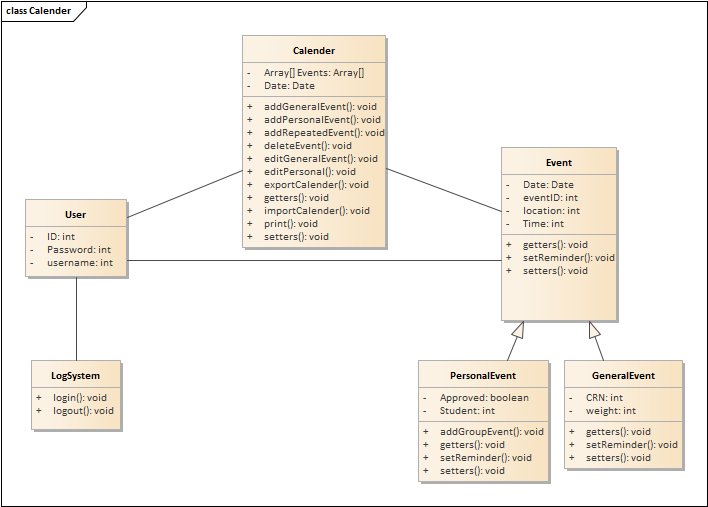 class Calender
Calender
- Array[] Events: Array[]
- Date: Date
+ addGeneralEvent(): void
+ addPersonalEvent(): void
+ addRepeatedEvent(): void
+ deleteEvent(): void
+ editGeneralEvent(): void
+ editPersonal(): void
+ exportCalender(): void
+ getters(): void
+ importCalender(): void
+ print(): void
+ setters(): void
Event
- Date: Date
- eventID: int
- location: int
- Time: int
+ getters(): void
+ setReminder(): void
+ setters(): void
User
- ID: int
- Password: int
- username: int
LogSystem
+ login(): void
+ logout(): void
PersonalEvent
- Approved: boolean
- Student: int
+ addGroupEvent(): void
+ getters(): void
+ setReminder(): void
+ setters(): void
GeneralEvent
- CRN: int
- weight: int
+ getters(): void
+ setReminder(): void
+ setters(): void